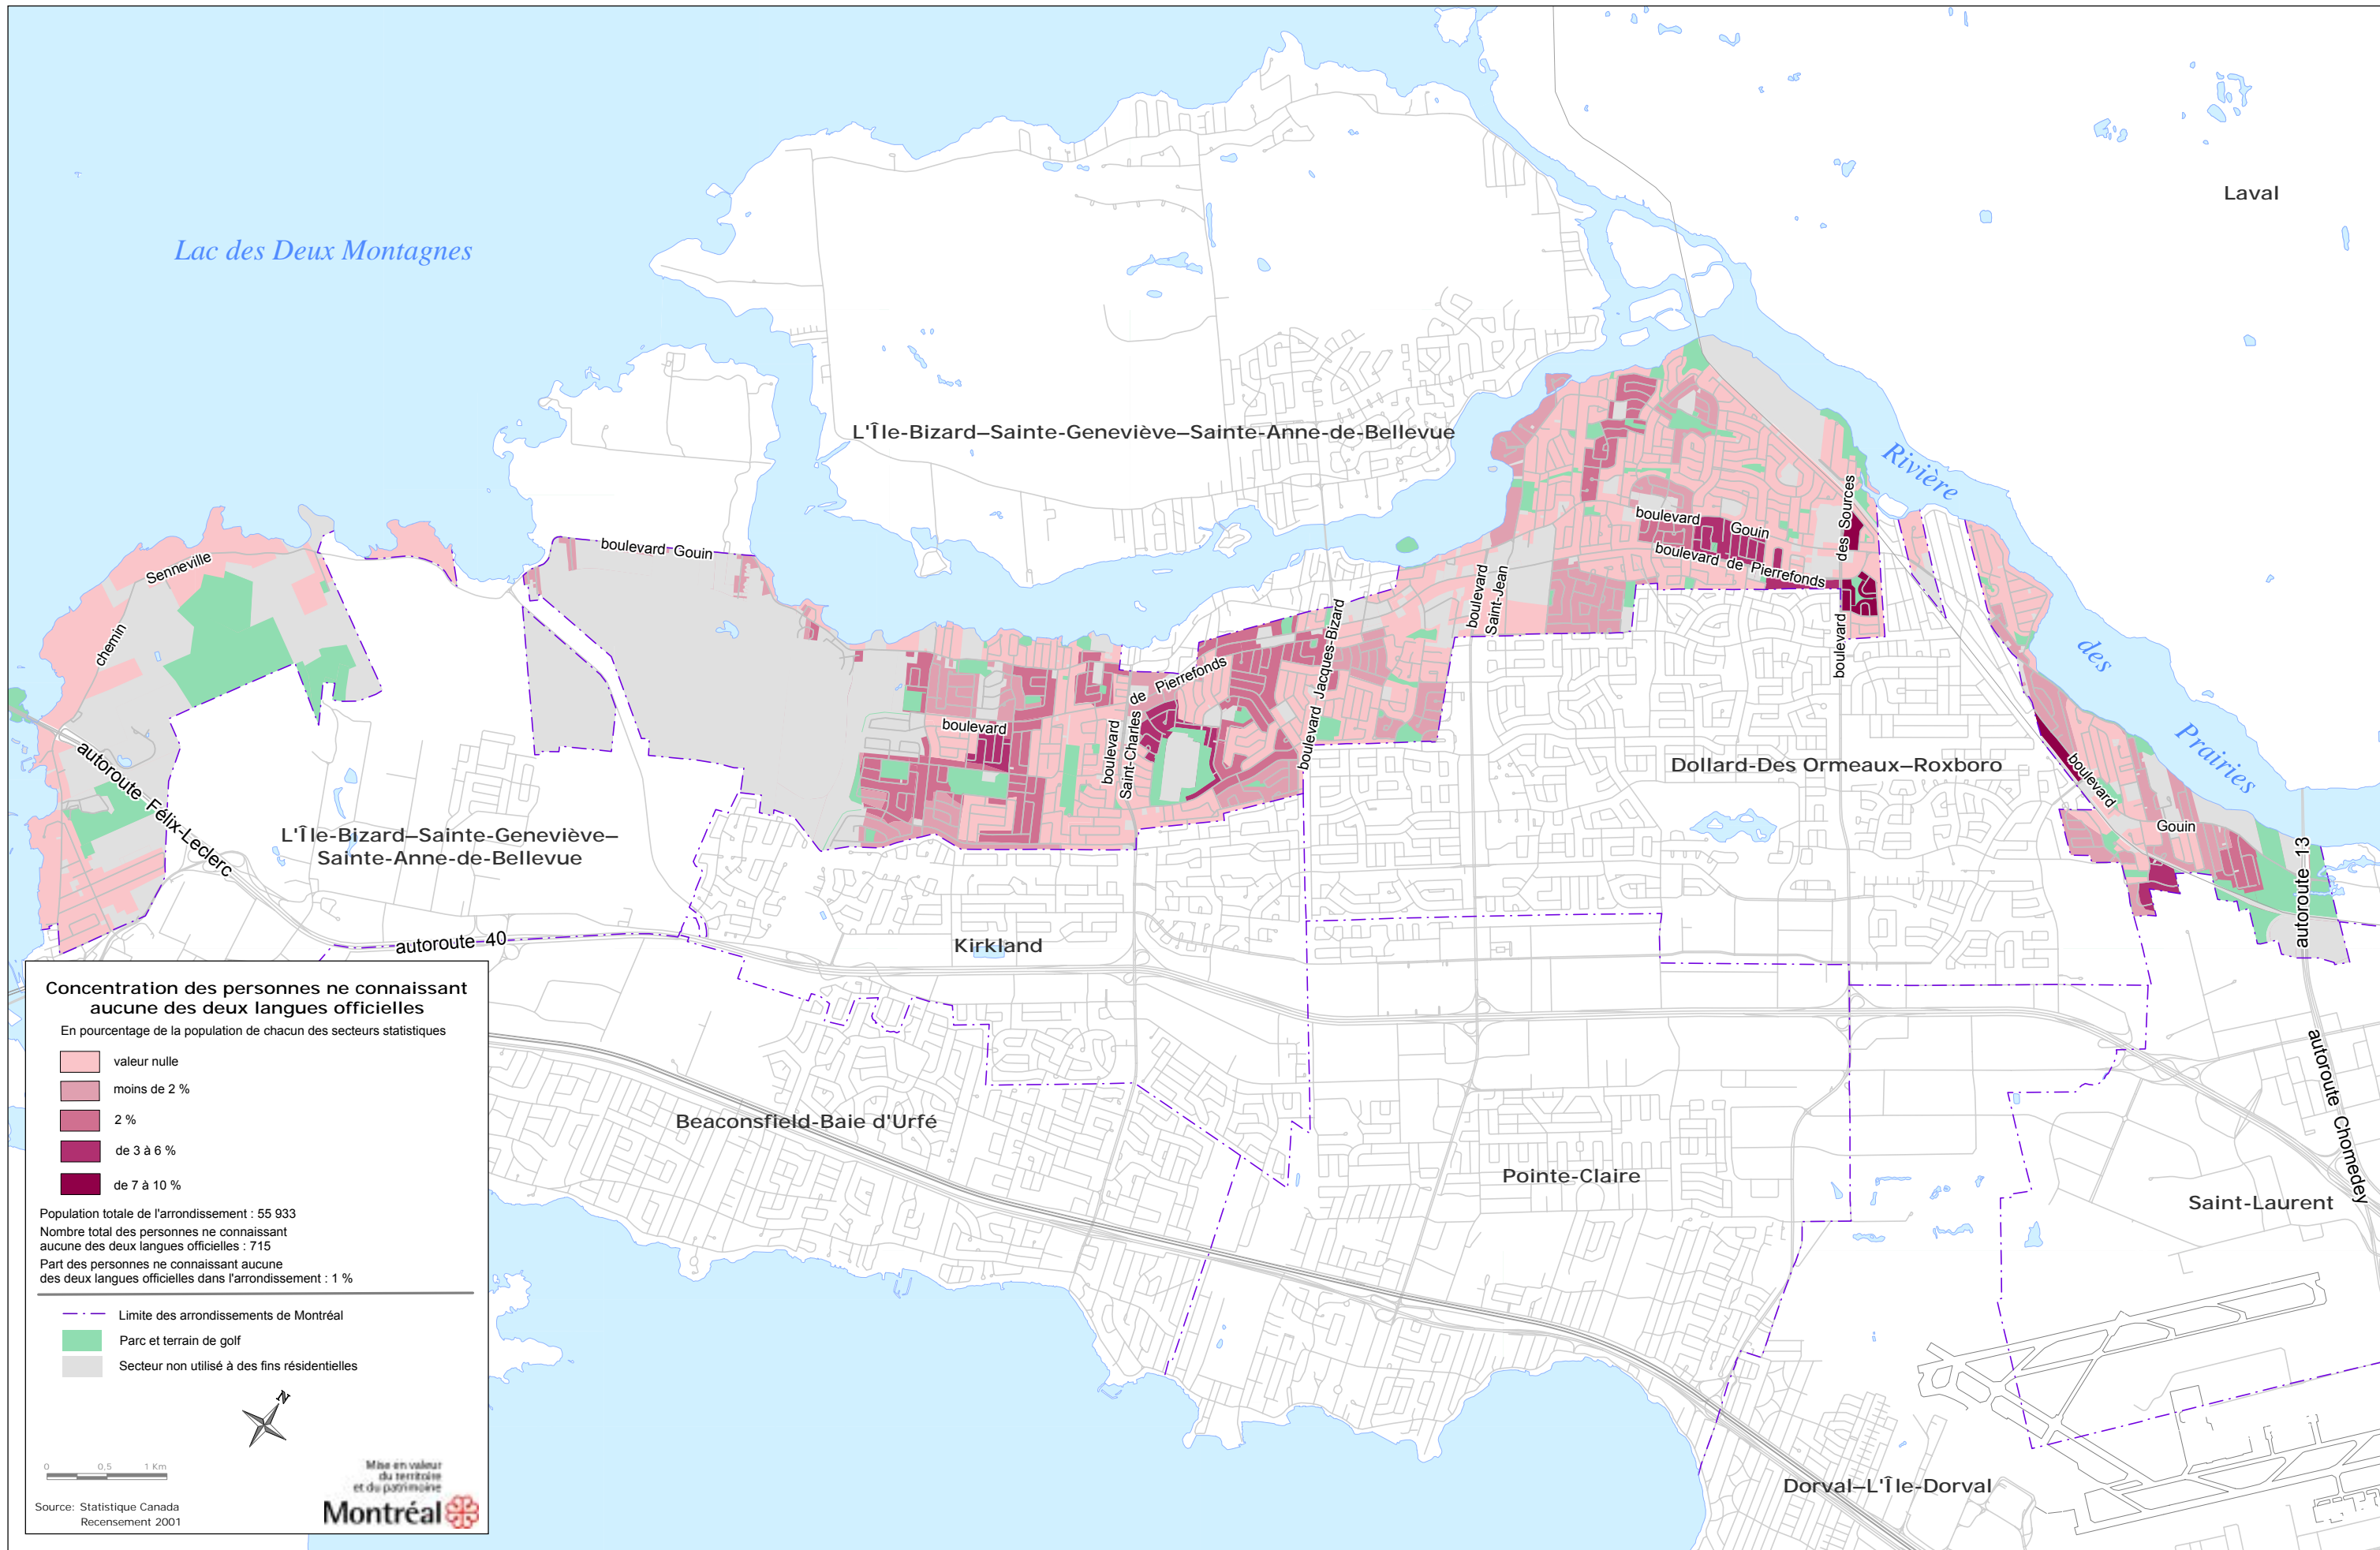 Laval
Lac des Deux Montagnes
L'Île-Bizard–Sainte-Geneviève–Sainte-Anne-de-Bellevue
Rivière
des
Prairies
boulevard Gouin
boulevard Gouin
boulevard de Pierrefonds
boulevard des Sources
Senneville
chemin
boulevard
Saint-Jean
boulevard Jacques-Bizard
boulevard de Pierrefonds
boulevard
Saint-Charles
boulevard
Gouin
autoroute 13
autoroute Félix-Leclerc
L'Île-Bizard–Sainte-Geneviève–
Sainte-Anne-de-Bellevue
Dollard-Des Ormeaux–Roxboro
autoroute 40
Kirkland
Beaconsfield-Baie d'Urfé
Pointe-Claire
Saint-Laurent
autoroute Chomedey
Dorval–L'Île-Dorval
Concentration des personnes ne connaissant
aucune des deux langues officielles
En pourcentage de la population de chacun des secteurs statistiques
valeur nulle
moins de 2 %
2 %
de 3 à 6 %
de 7 à 10 %
Population totale de l'arrondissement : 55 933
Nombre total des personnes ne connaissant
aucune des deux langues officielles : 715
Part des personnes ne connaissant aucune
des deux langues officielles dans l'arrondissement : 1 %
Limite des arrondissements de Montréal
Parc et terrain de golf
Secteur non utilisé à des fins résidentielles
N
0 0,5 1 Km
Mise en valeur
du territoire
et du patrimoine
Montréal
Source: Statistique Canada
Recensement 2001